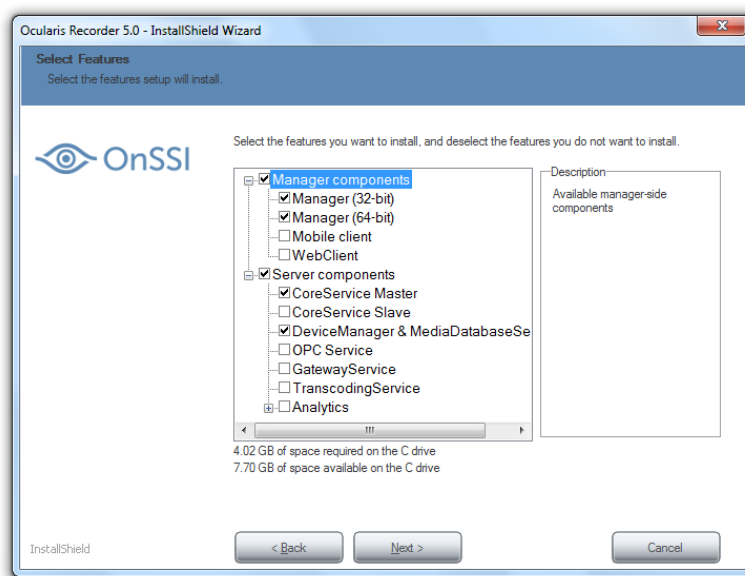 Ocularis Recorder 5.0 - InstallShield Wizard
Select Features
Select the features setup will install.
OnSSI
Select the features you want to install, and deselect the features you do not want to install.
Manager components
Manager (32-bit)
Manager (64-bit)
Mobile client
WebClient
Server components
CoreService Master
CoreService Slave
DeviceManager & MediaDatabaseSe
OPC Service
GatewayService
TranscodingService
Analytics
Description
Available manager-side
components
4.02 GB of space required on the C drive
7.70 GB of space available on the C drive
InstallShield
< Back
Next >
Cancel